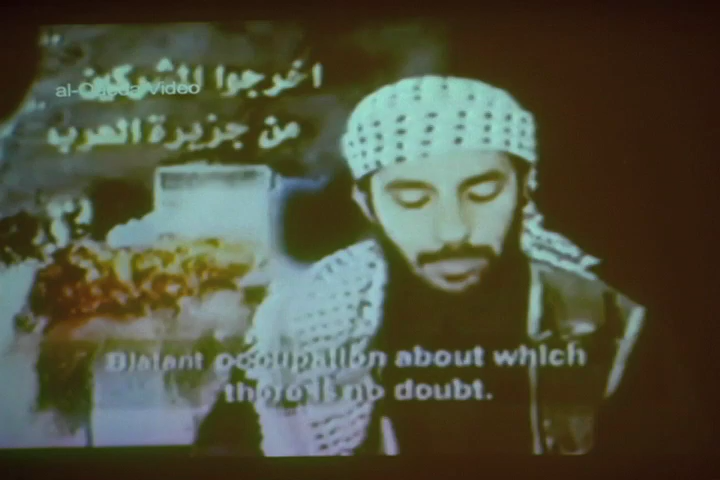 اخرجوا المشركين
al-Qaeda Video
من جزيرة العرب
Blatant occupation about which
there is no doubt.